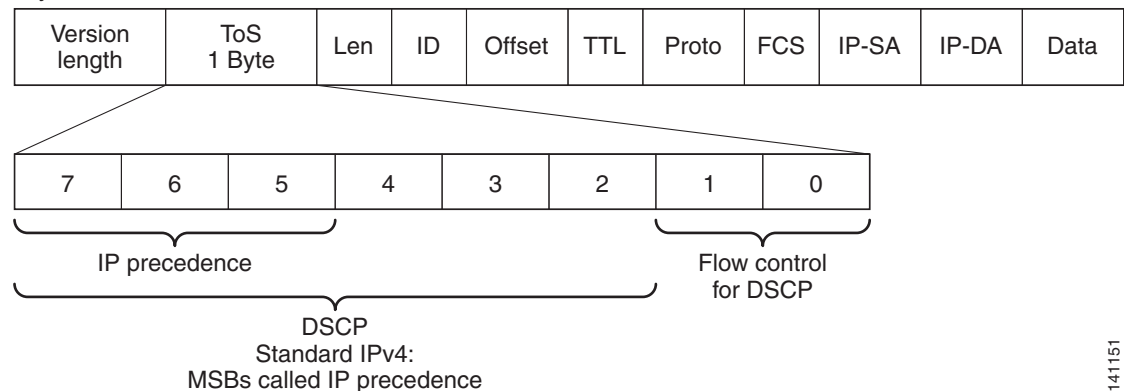 Version length ToS 1 Byte Len ID Offset TTL Proto FCS IP-SA IP-DA Data
7 6 5 4 3 2 1 0
IP precedence
Flow control
for DSCP
DSCP
Standard IPv4:
MSBs called IP precedence
141151